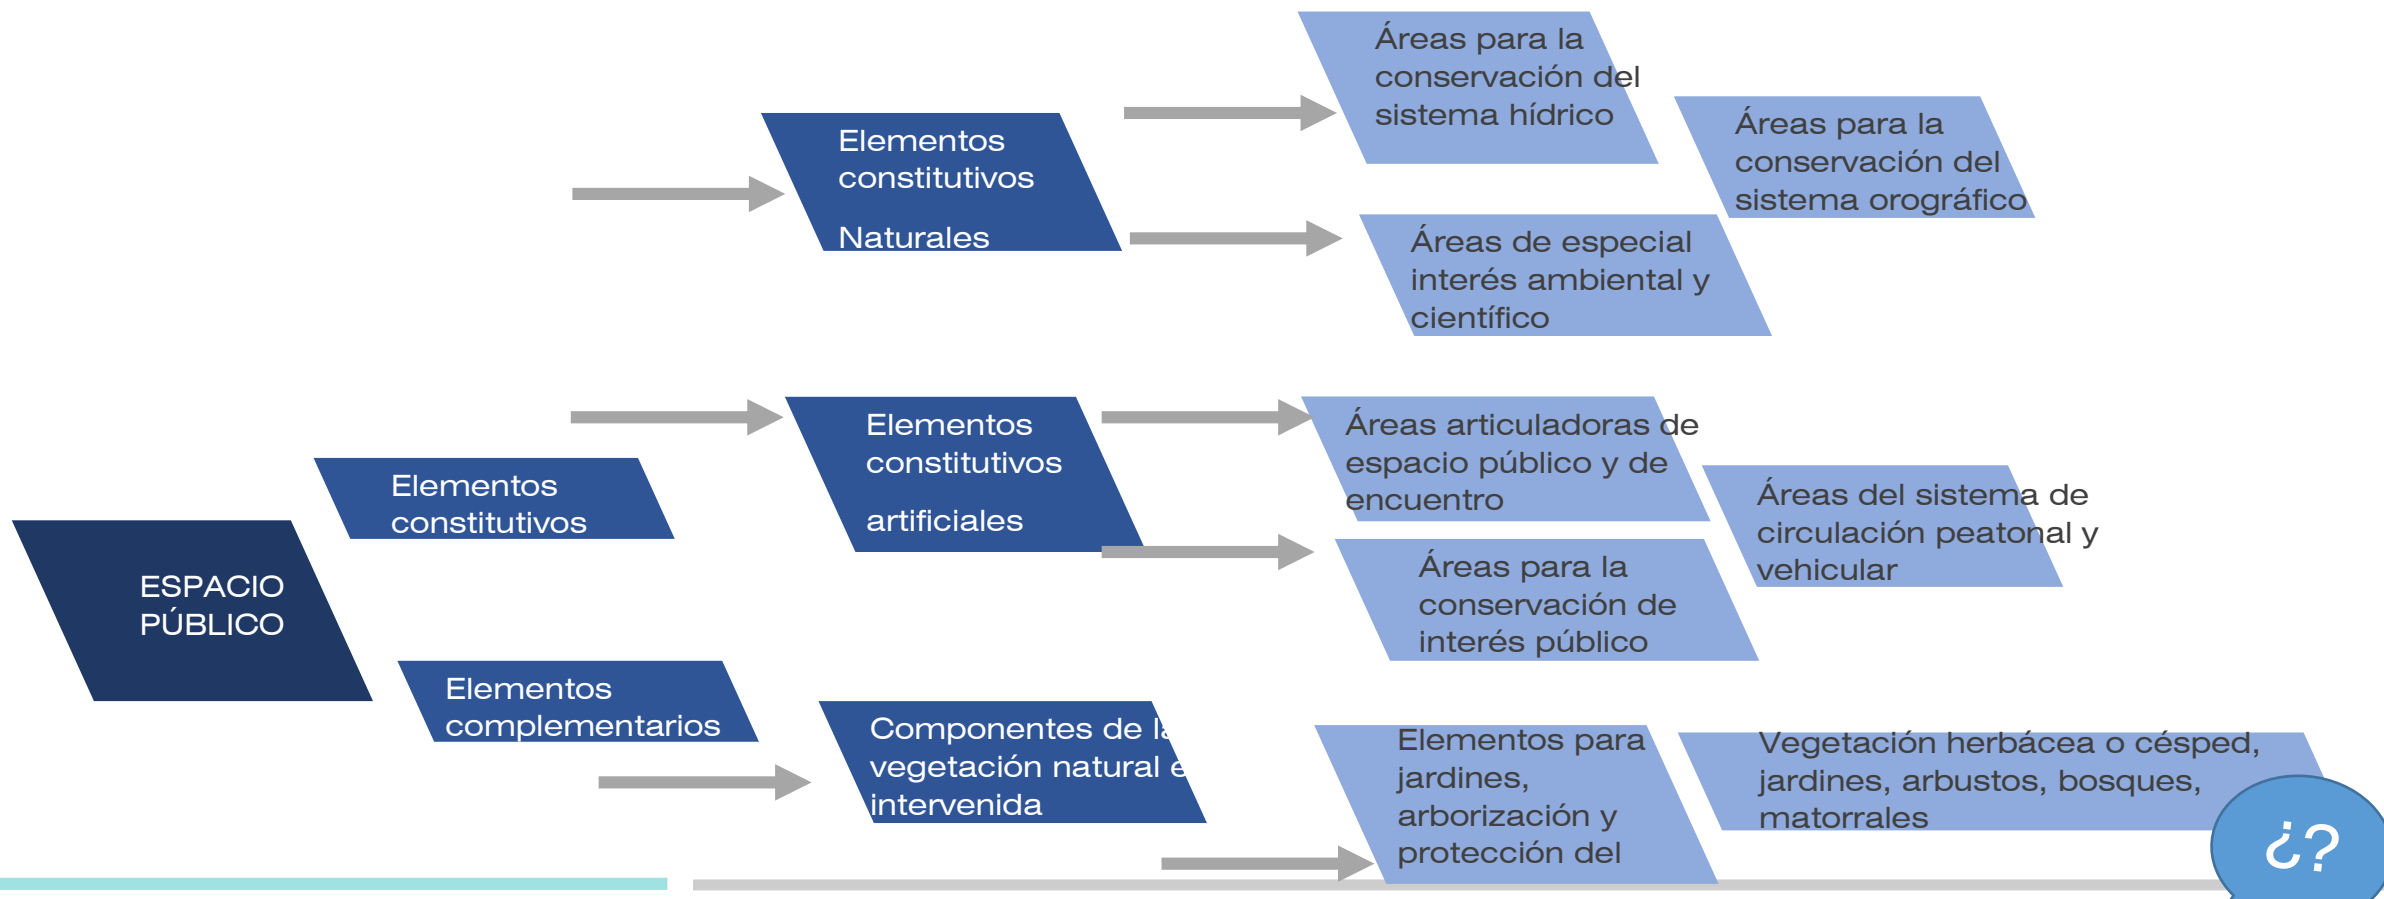 Áreas para la
conservación del
sistema hídrico
Áreas para la
conservación del
sistema orográfico
Elementos
constitutivos
Naturales
Áreas de especial
interés ambiental y
científico
Elementos
constitutivos
artificiales
Áreas articuladoras de
espacio público y de
encuentro
Áreas del sistema de
circulación peatonal y
vehicular
Áreas para la
conservación de
interés público
Elementos
constitutivos
ESPACIO
PÚBLICO
Elementos
complementarios
Componentes de la
vegetación natural e
intervenida
Elementos para
jardines,
arborización y
protección del
Vegetación herbácea o césped,
jardines, arbustos, bosques,
matorrales
¿?